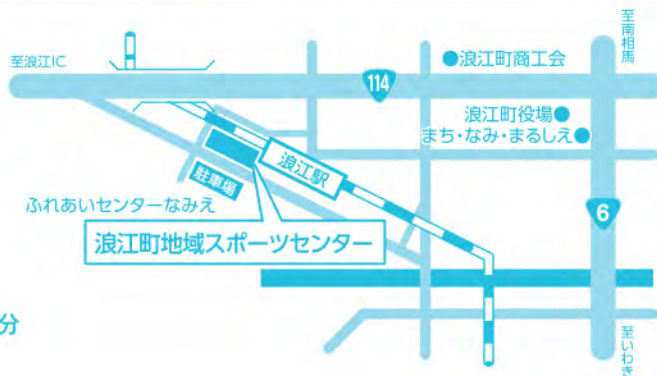 至南相馬
至浪江IC
●浪江町商工会
114
浪江町役場●
まち・なみ・まるしぇ●
浪江駅
駐車場
ふれあいセンターなみえ
浪江町地域スポーツセンター
6
分
至いわき